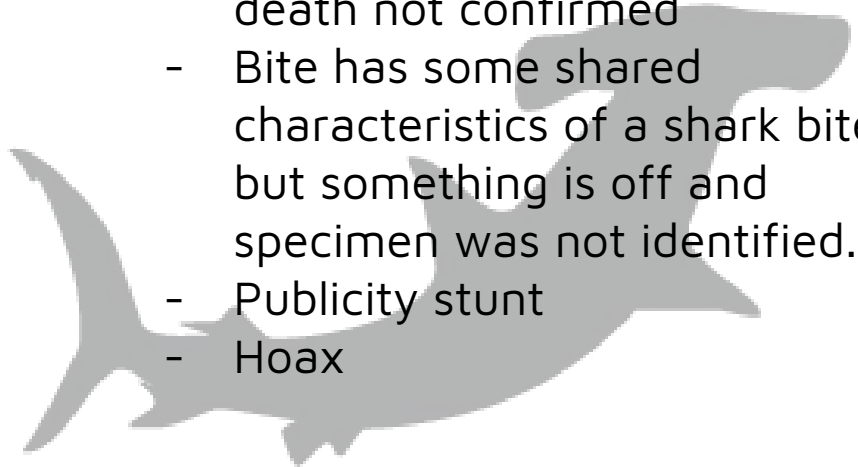 death not confirmed
- Bite has some shared
characteristics of a shark bite
but something is off and
specimen was not identified.
- Publicity stunt
- Hoax